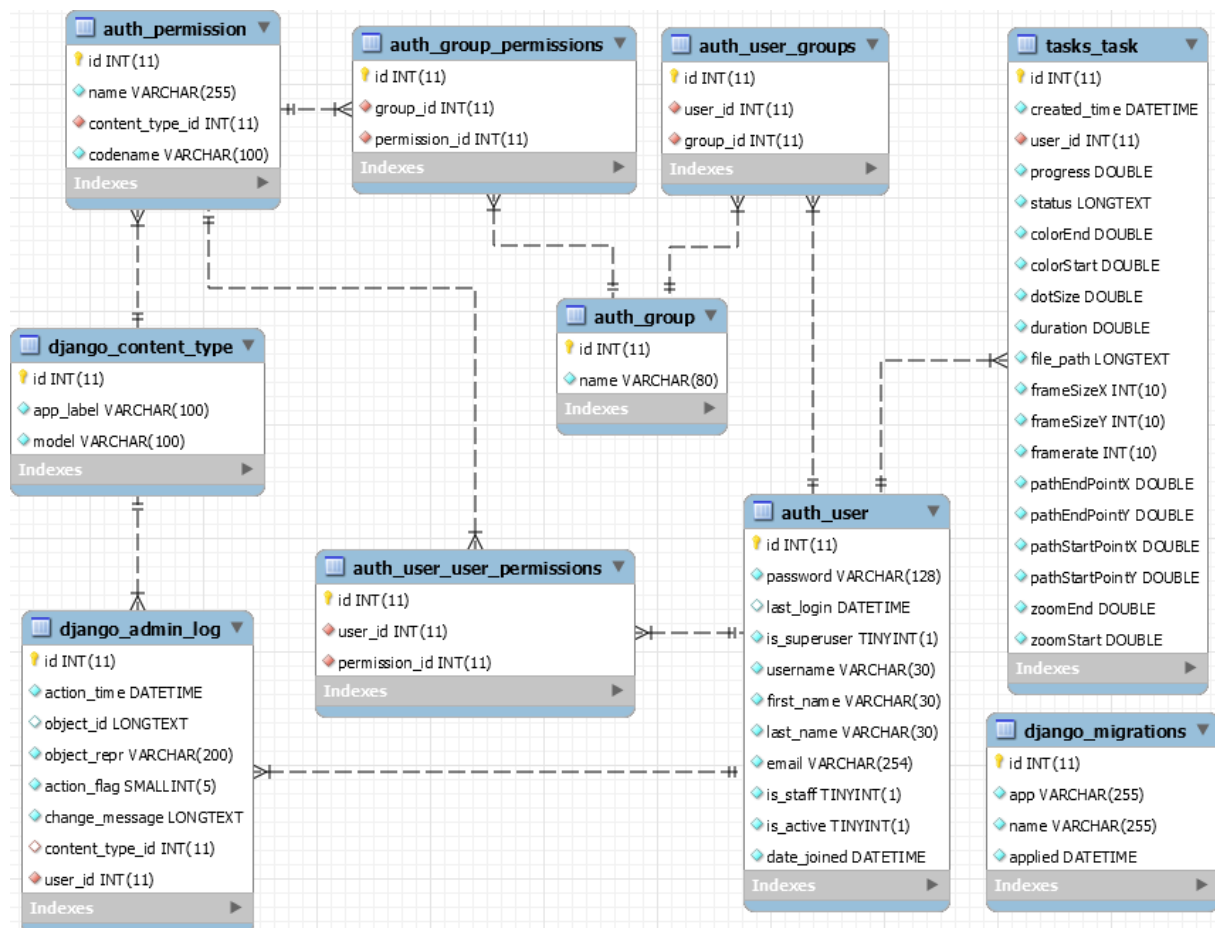 auth_permission
id INT(11)
name VARCHAR(255)
content_type_id INT(11)
codename VARCHAR(100)
Indexes
auth_group_permissions
id INT(11)
group_id INT(11)
permission_id INT(11)
Indexes
auth_user_groups
id INT(11)
user_id INT(11)
group_id INT(11)
Indexes
tasks_task
id INT(11)
created_time DATETIME
user_id INT(11)
progress DOUBLE
status LONGTEXT
colorEnd DOUBLE
colorStart DOUBLE
dotSize DOUBLE
duration DOUBLE
file_path LONGTEXT
frameSizeX INT(10)
frameSizeY INT(10)
framerate INT(10)
pathEndPointX DOUBLE
pathEndPointY DOUBLE
pathStartPointX DOUBLE
pathStartPointY DOUBLE
zoomEnd DOUBLE
zoomStart DOUBLE
Indexes
auth_group
id INT(11)
name VARCHAR(80)
Indexes
django_content_type
id INT(11)
app_label VARCHAR(100)
model VARCHAR(100)
Indexes
auth_user
id INT(11)
password VARCHAR(128)
last_login DATETIME
is_superuser TINYINT(1)
username VARCHAR(30)
first_name VARCHAR(30)
last_name VARCHAR(30)
email VARCHAR(254)
is_staff TINYINT(1)
is_active TINYINT(1)
date_joined DATETIME
Indexes
auth_user_user_permissions
id INT(11)
user_id INT(11)
permission_id INT(11)
Indexes
django_admin_log
id INT(11)
action_time DATETIME
object_id LONGTEXT
object_repr VARCHAR(200)
action_flag SMALLINT(5)
change_message LONGTEXT
content_type_id INT(11)
user_id INT(11)
Indexes
django_migrations
id INT(11)
app VARCHAR(255)
name VARCHAR(255)
applied DATETIME
Indexes